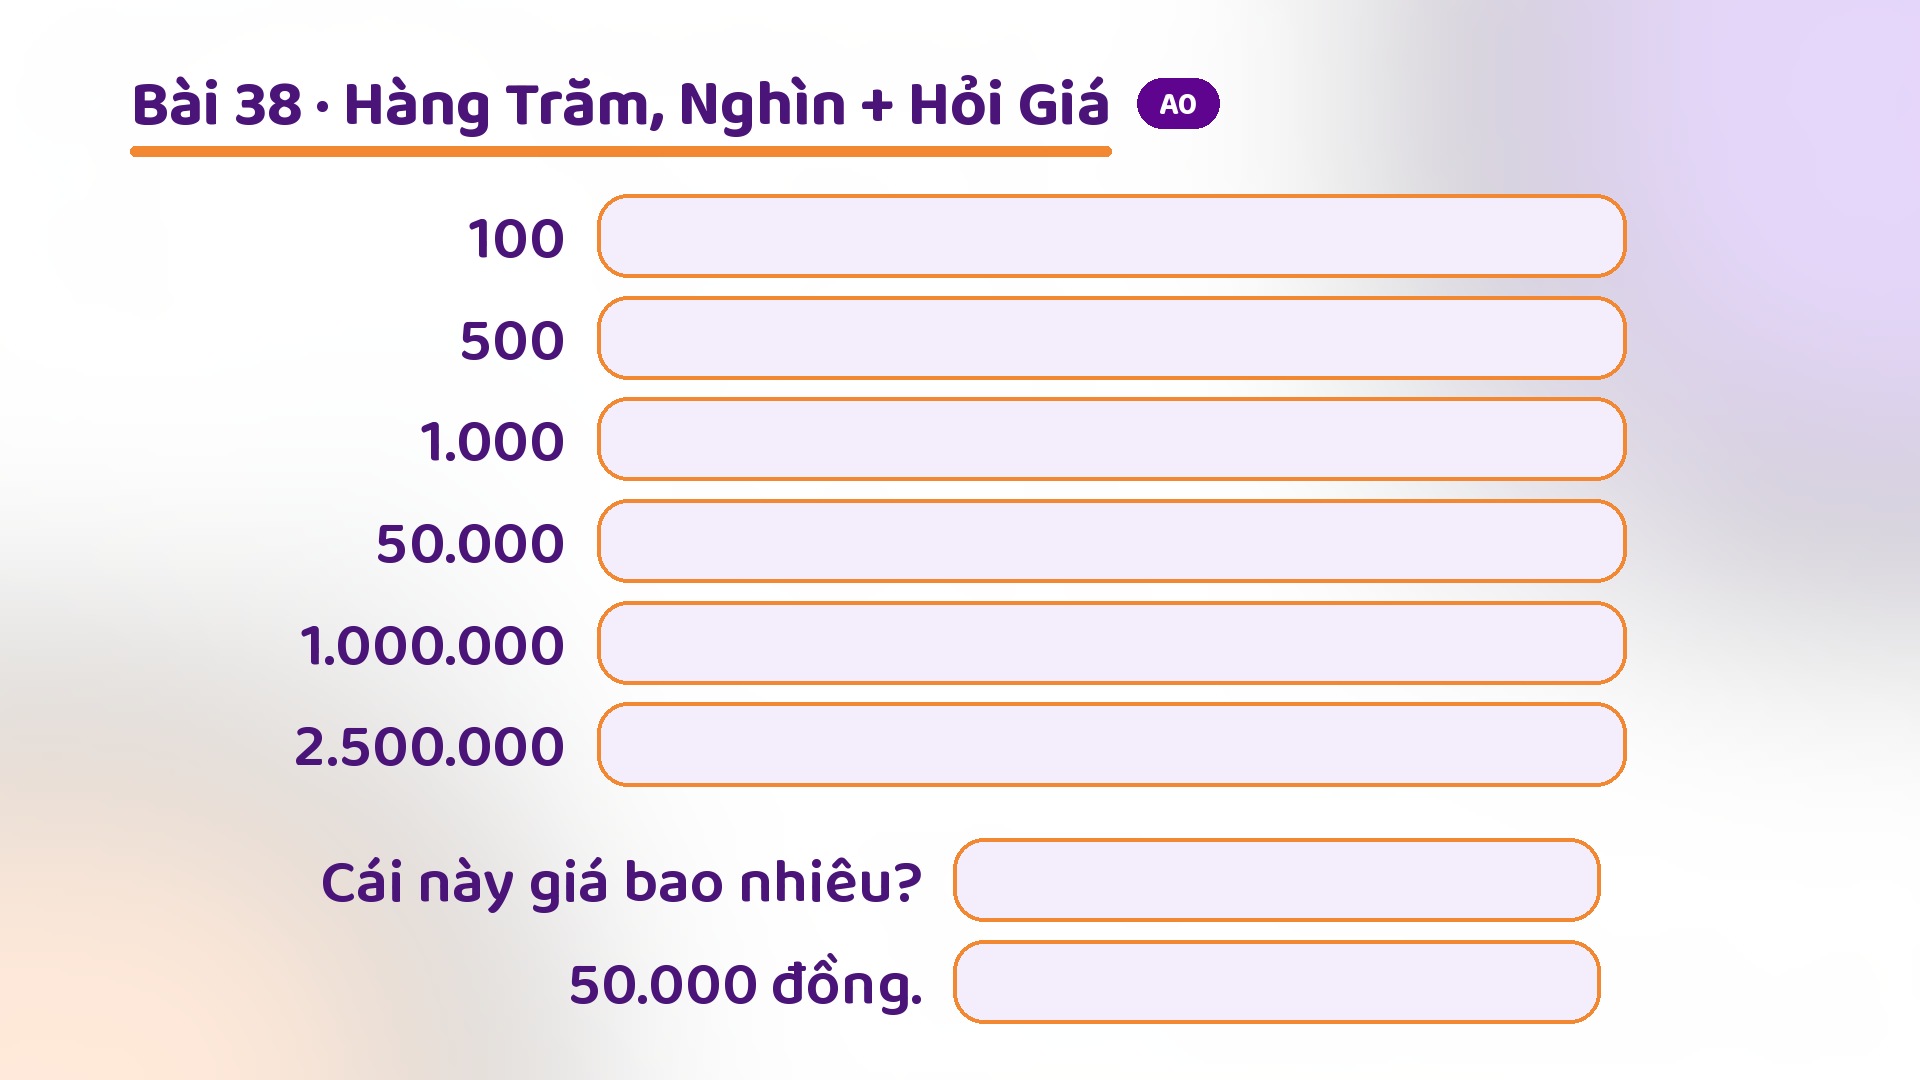 Bài 38 · Hàng Trăm, Nghìn + Hỏi Giá A0
100
500
1.000
50.000
1.000.000
2.500.000
Cái này giá bao nhiêu?
50.000 đồng.